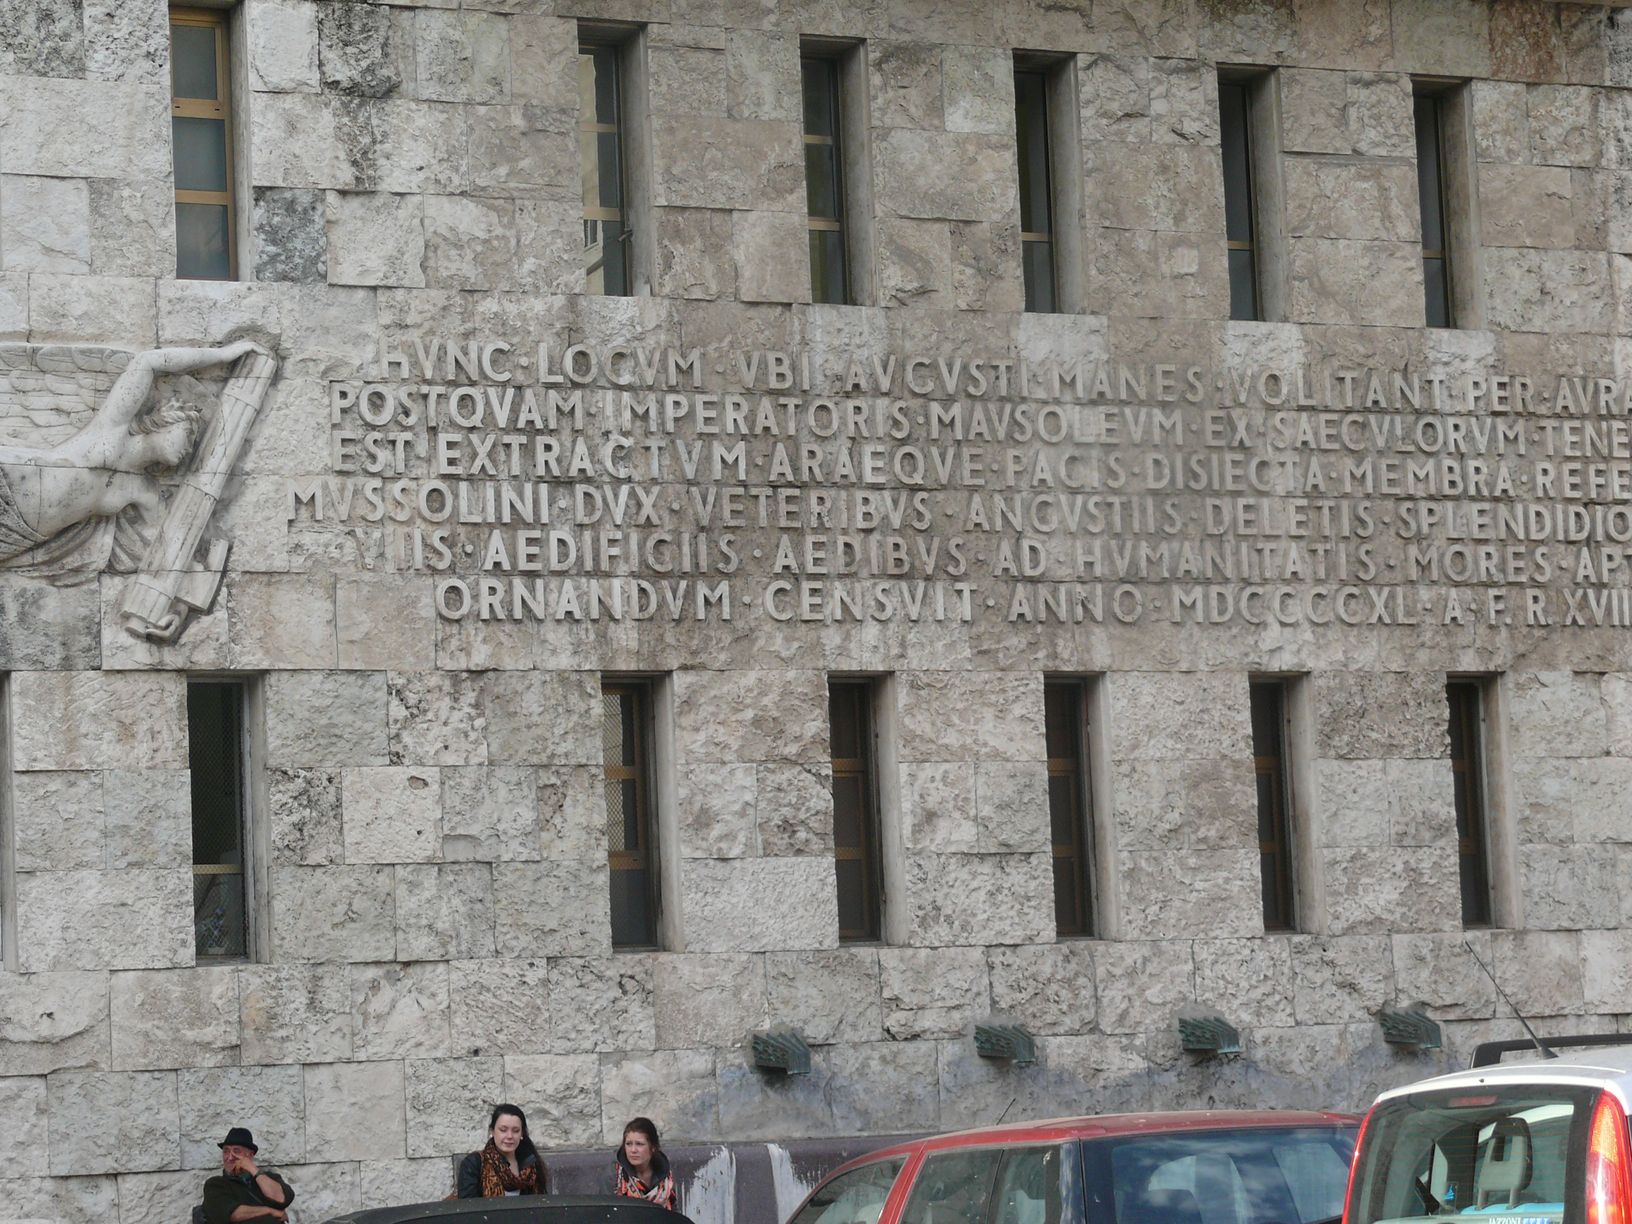 HVNC·LOCVM·VBI·AVGVSTI·MANES·VOLITANT·PER·AVRA
POSTQVAM·IMPERATORIS·MAVSOLEVM·EX·SAECVLORVM·TENE
EST·EXTRACTVM·ARAEQVE·PACIS·DISIECTA·MEMBRA·REFE
MVSSOLINI·DVX·VETERIBVS·ANGVSTIIS·DELETIS·SPLENDIDIO
VIIS·AEDIFICIIS·AEDIBVS·AD·HVMANITATIS·MORES·APT
ORNANDVM·CENSVIT·ANNO·MDCCCCXL·A·F·R·XVIII